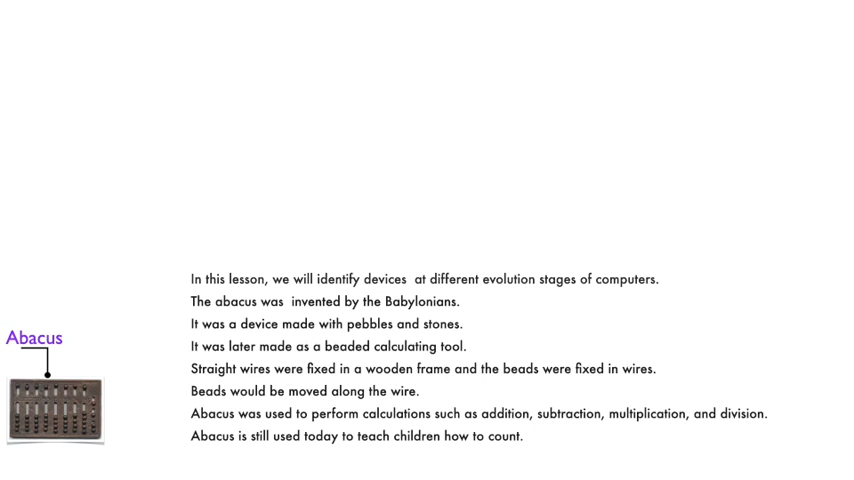 In this lesson, we will identify devices  at different evolution stages of computers.
The abacus was  invented by the Babylonians.
It was a device made with pebbles and stones.
It was later made as a beaded calculating tool.
Straight wires were fixed in a wooden frame and the beads were fixed in wires.
Beads would be moved along the wire.
Abacus was used to perform calculations such as addition, subtraction, multiplication, and division.
Abacus is still used today to teach children how to count.
Abacus